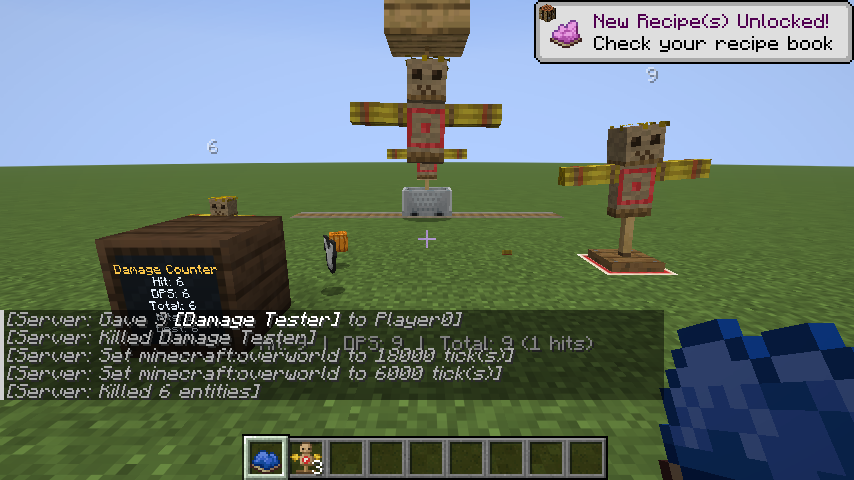 New Recipe(s) Unlocked!
Check your recipe book
9
6
Damage Counter
Hit: 6
DPS: 6
Total: 6
[Server: Gave 3 [Damage Tester] to Player0]
[Server: Killed Damage Tester]
| DPS: 9 | Total: 9 (1 hits)
[Server: Set minecraft:overworld to 18000 tick(s)]
[Server: Set minecraft:overworld to 6000 tick(s)]
[Server: Killed 6 entities]
3